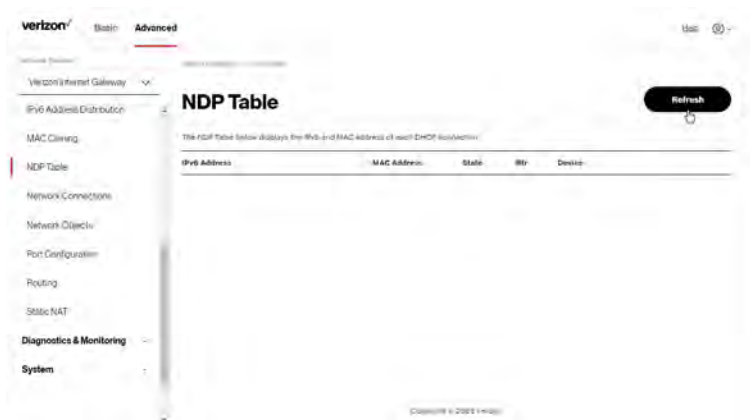 verizon✓ Basic Advanced
Verizon Internet Gateway
IPv6 Address Distribution
NDP Table
Refresh
MAC Cloning
The NDP Table below displays the IPv6 and MAC address of each DHCP connection.
NDP Table
IPv6 Address MAC Address State Rtr Device
Network Connections
Network Objects
Port Configuration
Routing
Static NAT
Diagnostics & Monitoring
System